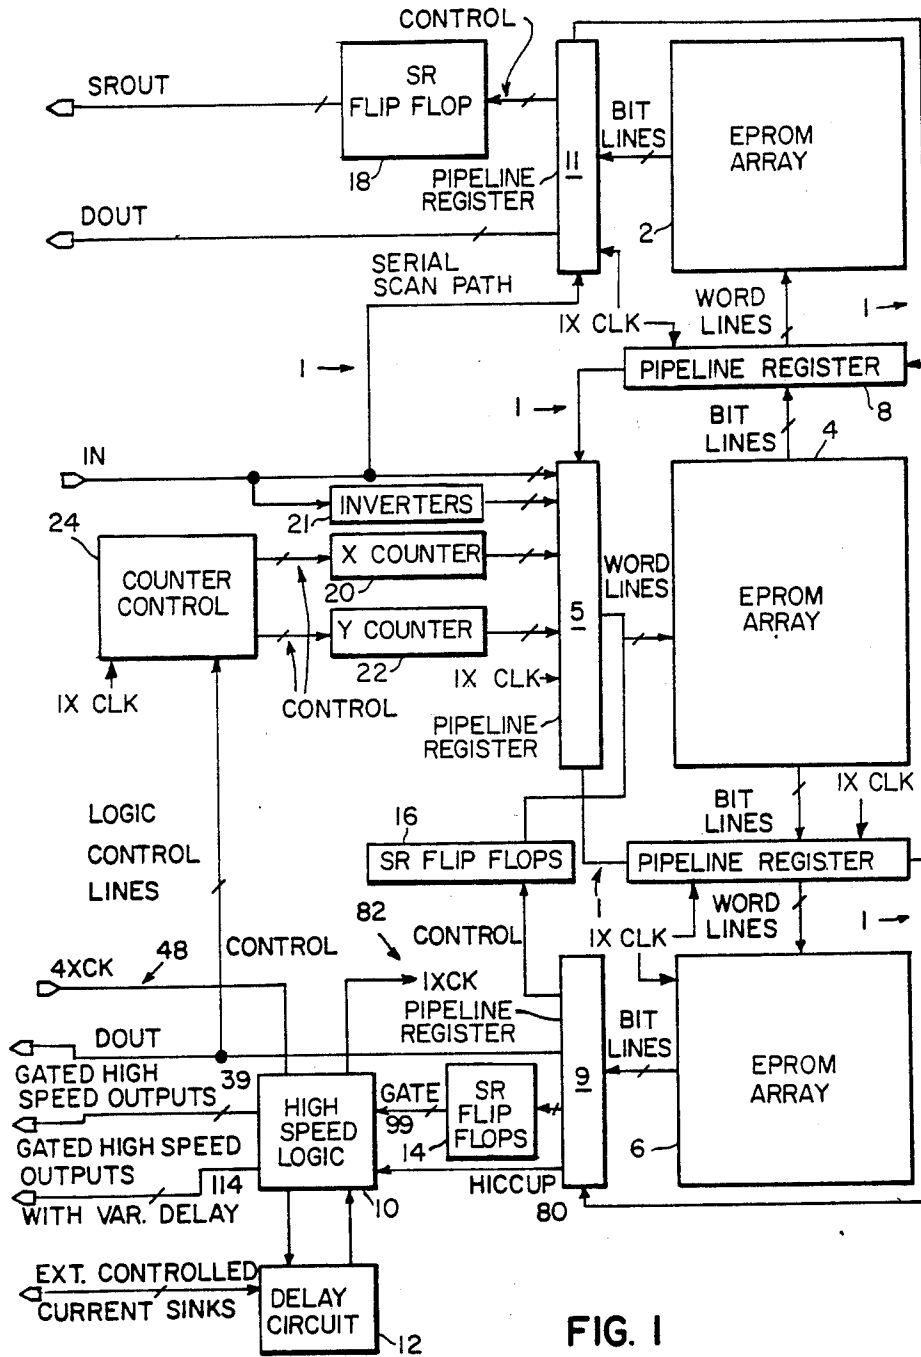 CONTROL
SR
FLIP FLOP
18
SROUT
DOUT
PIPELINE
REGISTER
11
BIT
LINES
EPROM
ARRAY
2
SERIAL
SCAN PATH
1
1X CLK
WORD
LINES
1
PIPELINE REGISTER
8
1
BIT
LINES
4
IN
21
INVERTERS
24
COUNTER
CONTROL
X COUNTER
20
Y COUNTER
22
1X CLK
CONTROL
1X CLK
PIPELINE
REGISTER
5
WORD
LINES
EPROM
ARRAY
BIT
LINES
1X CLK
LOGIC
CONTROL
LINES
16
SR FLIP FLOPS
PIPELINE REGISTER
1
1X CLK
WORD
LINES
1
82
CONTROL
CONTROL
4XCK
48
1XCK
PIPELINE
REGISTER
9
BIT
LINES
EPROM
ARRAY
6
DOUT
39
GATED HIGH
SPEED OUTPUTS
HIGH
SPEED
LOGIC
10
GATE
99
SR
FLIP
FLOPS
14
HICCUP
80
GATED HIGH SPEED
OUTPUTS
114
WITH VAR. DELAY
EXT. CONTROLLED
CURRENT SINKS
DELAY
CIRCUIT
12
FIG. 1